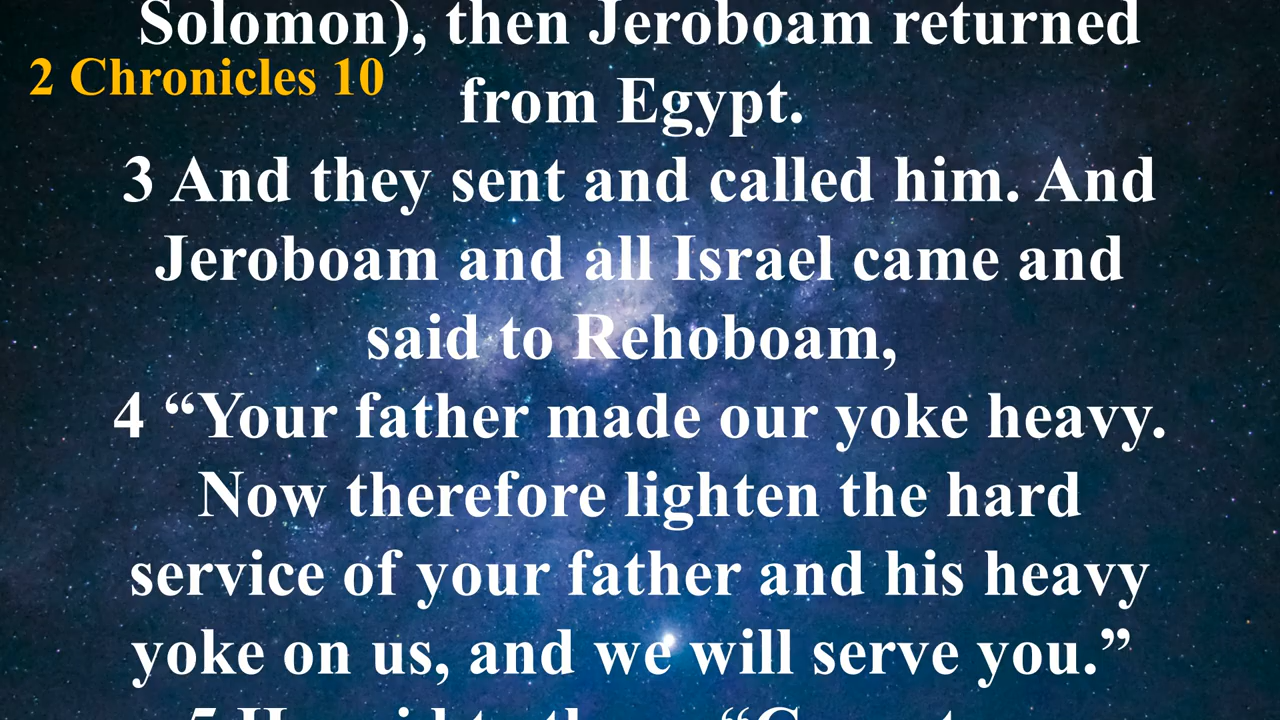 Solomon), then Jeroboam returned
2 Chronicles 10
from Egypt.
3 And they sent and called him. And
Jeroboam and all Israel came and
said to Rehoboam,
4 “Your father made our yoke heavy.
Now therefore lighten the hard
service of your father and his heavy
yoke on us, and we will serve you.”